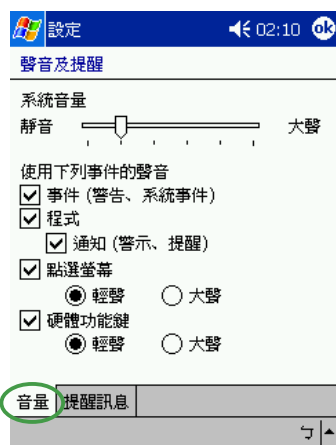 設定 02:10 ok
聲音及提醒
系統音量
靜音 大聲
使用下列事件的聲音
事件 (警告、系統事件)
程式
通知 (警示、提醒)
點選螢幕
輕聲 大聲
硬體功能鍵
輕聲 大聲
音量 提醒訊息
ㄅ